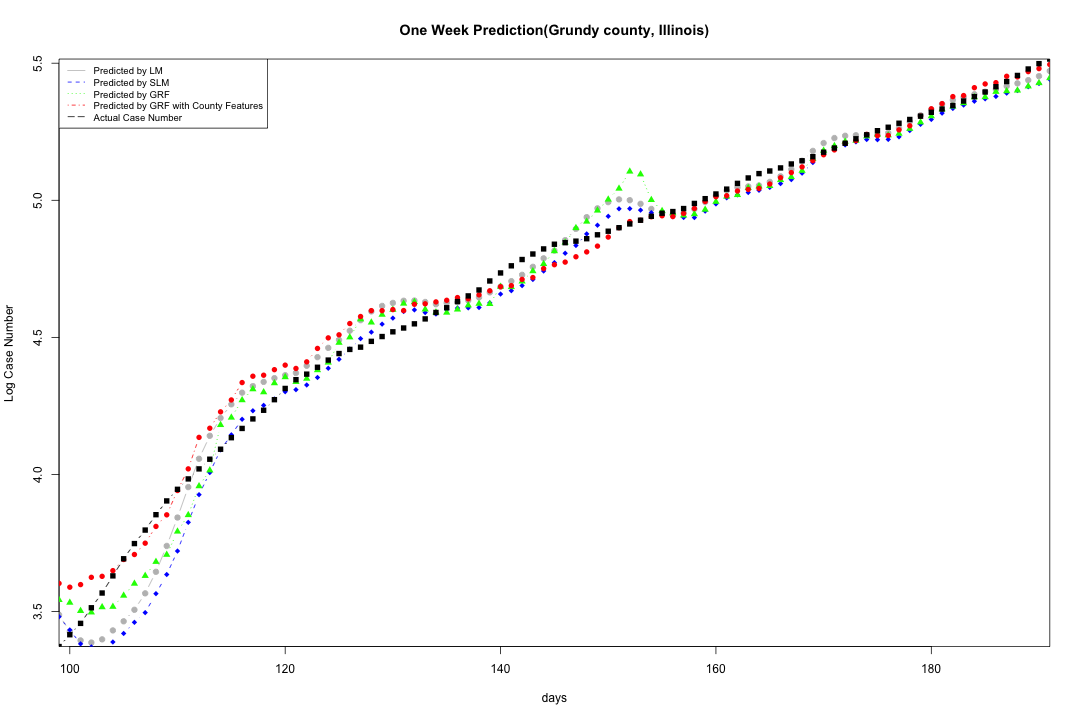 One Week Prediction(Grundy county, Illinois)
Predicted by LM
Predicted by SLM
Predicted by GRF
Predicted by GRF with County Features
Actual Case Number
5.5
5.0
4.5
4.0
3.5
Log Case Number
100 120 140 160 180
days